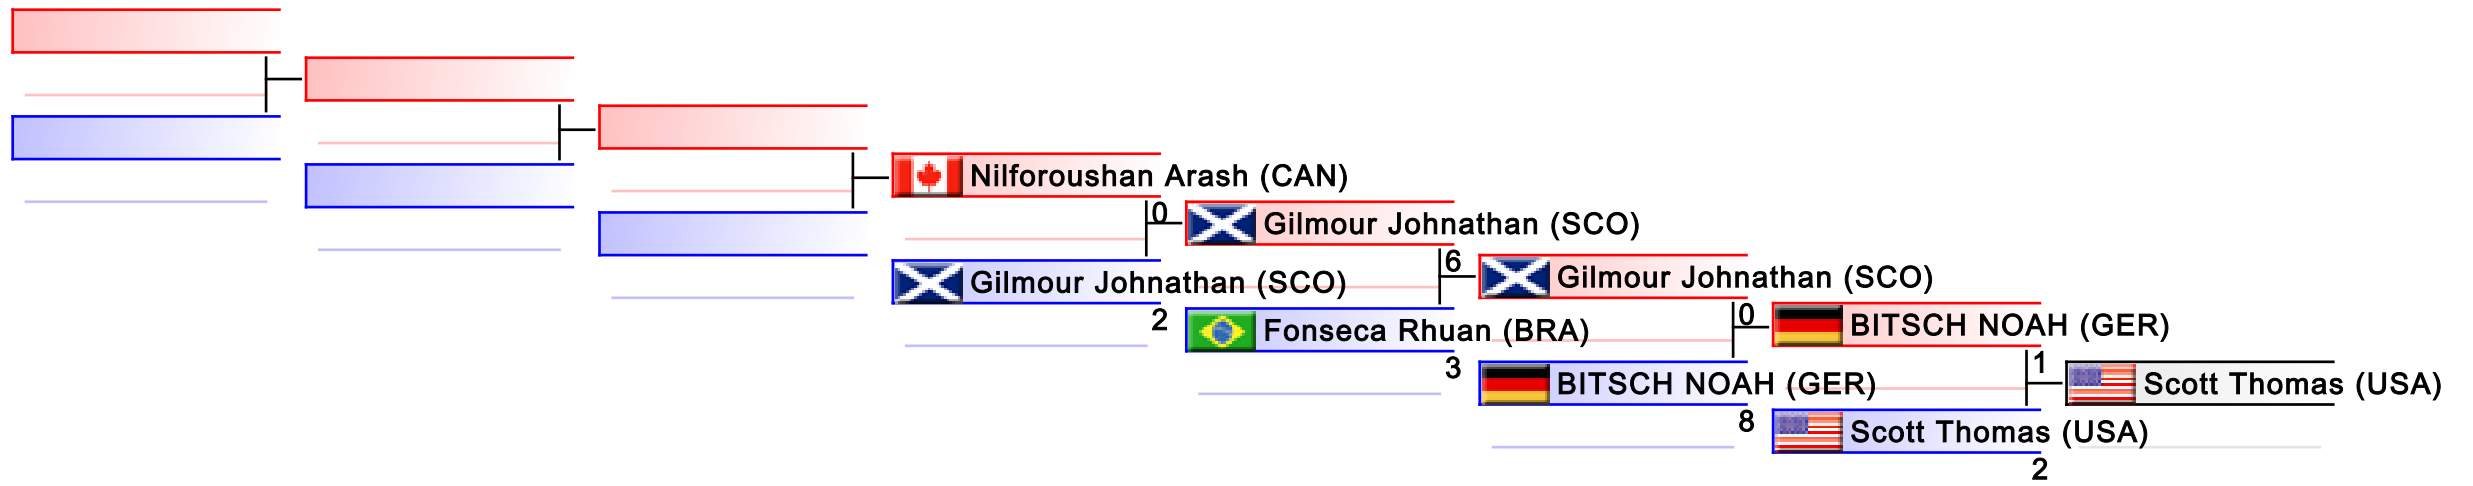 Nilforoushan Arash (CAN)
0
Gilmour Johnathan (SCO)
2
Gilmour Johnathan (SCO)
6
Fonseca Rhuan (BRA)
3
Gilmour Johnathan (SCO)
0
BITSCH NOAH (GER)
8
BITSCH NOAH (GER)
1
Scott Thomas (USA)
2
Scott Thomas (USA)